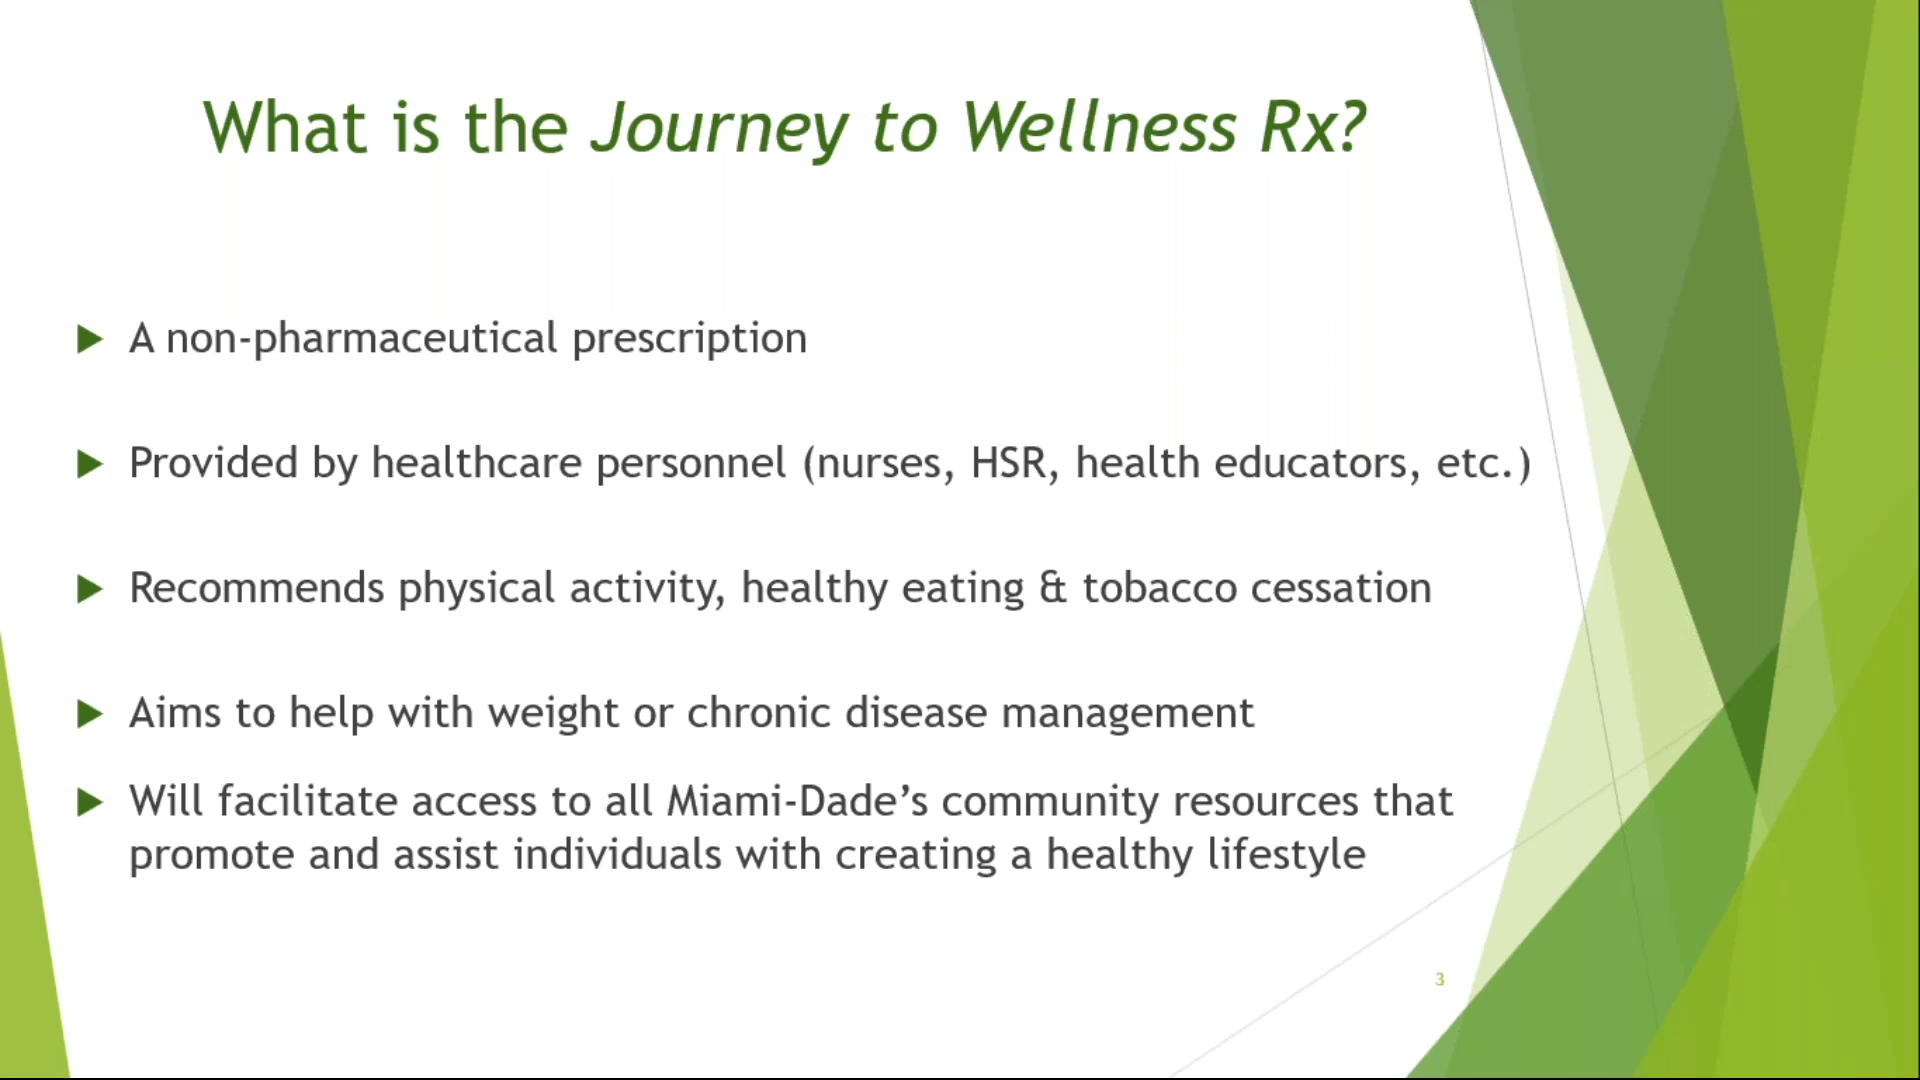 What is the Journey to Wellness Rx?
A non-pharmaceutical prescription
Provided by healthcare personnel (nurses, HSR, health educators, etc.)
Recommends physical activity, healthy eating & tobacco cessation
Aims to help with weight or chronic disease management
Will facilitate access to all Miami-Dade’s community resources that
promote and assist individuals with creating a healthy lifestyle
3